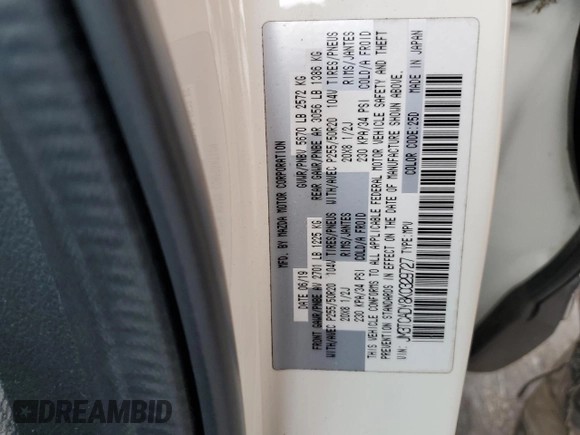 MFD. BY MAZDA MOTOR CORPORATION
DATE 06/19 GVWR/PNBV 5670 LB 2572 KG
FRONT GAWR/PNBE AV 2701 LB 1225 KG REAR GAWR/PNBE AR 3056 LB 1386 KG
WITH/AVEC P255/50R20 104V TIRES/PNEUS WITH/AVEC P255/50R20 104V TIRES/PNEUS
20X8 1/2J RIMS/JANTES 20X8 1/2J RIMS/JANTES
230 KPA/34 PSI COLD/A FROID 230 KPA/34 PSI COLD/A FROID
THIS VEHICLE CONFORMS TO ALL APPLICABLE FEDERAL MOTOR VEHICLE SAFETY AND THEFT
PREVENTION STANDARDS IN EFFECT ON THE DATE OF MANUFACTURE SHOWN ABOVE.
VIN: JM3TCADY8K0329727 TYPE:MPV COLOR CODE:25D MADE IN JAPAN
DREAMBID